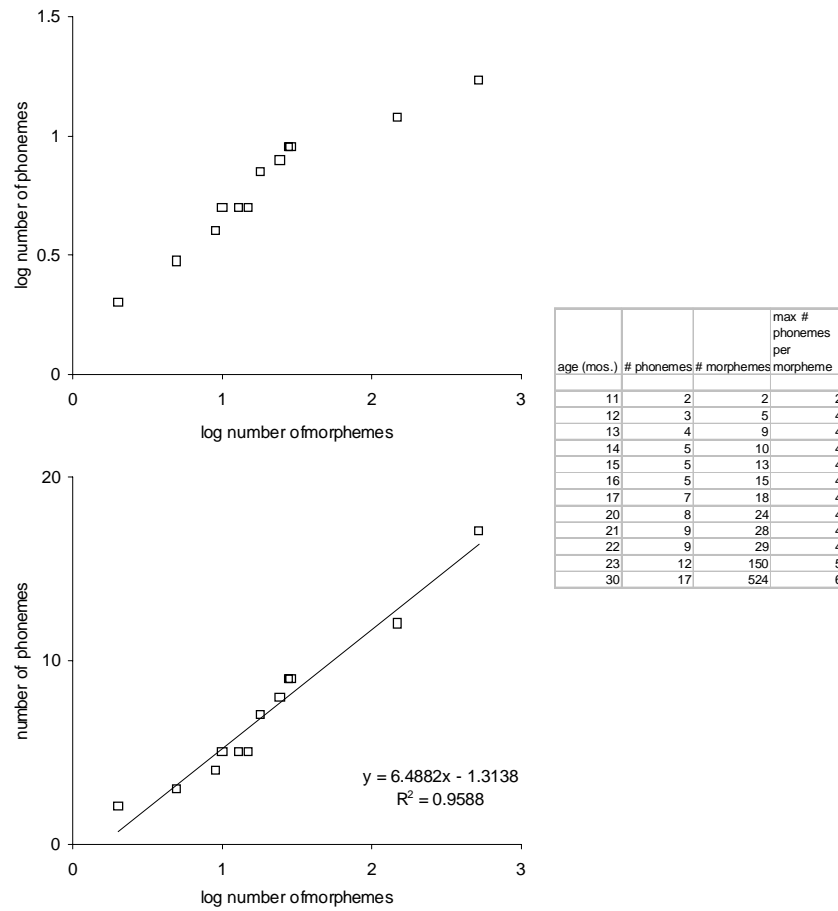 1.5
1
0.5
0
log number of phonemes
0
1
2
3
log number ofmorphemes
20
10
0
number of phonemes
y = 6.4882x - 1.3138
R² = 0.9588
0
1
2
3
log number ofmorphemes
age (mos.) # phonemes # morphemes max # phonemes per morpheme
11 2 2 2
12 3 5 4
13 4 9 4
14 5 10 4
15 5 13 4
16 5 15 4
17 7 18 4
20 8 24 4
21 9 28 4
22 9 29 4
23 12 150 5
30 17 524 6